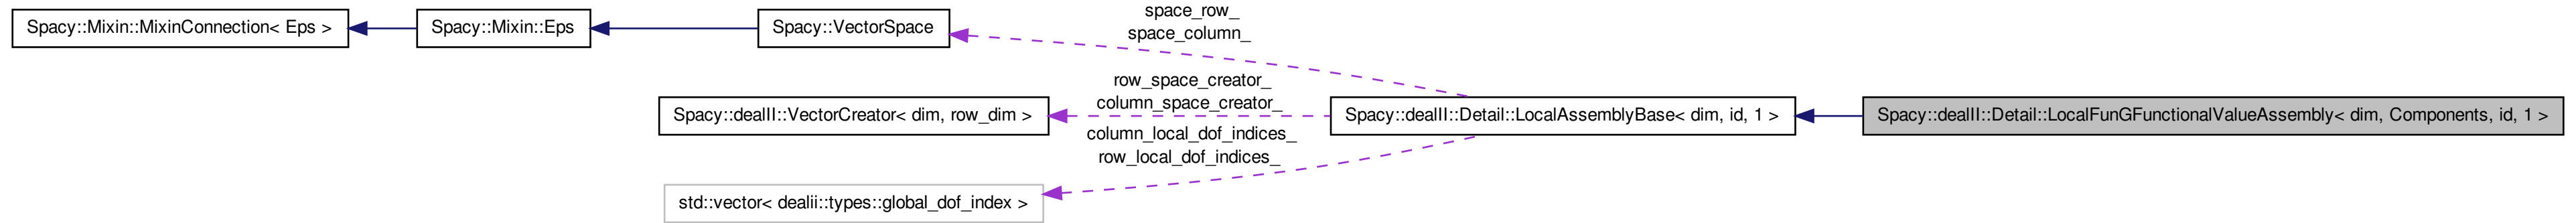 Spacy::Mixin::MixinConnection< Eps >
Spacy::Mixin::Eps
Spacy::VectorSpace
space_row_
space_column_
row_space_creator_
column_space_creator_
Spacy::dealII::VectorCreator< dim, row_dim >
Spacy::dealII::Detail::LocalAssemblyBase< dim, id, 1 >
Spacy::dealII::Detail::LocalFunGFunctionalValueAssembly< dim, Components, id, 1 >
column_local_dof_indices_
row_local_dof_indices_
std::vector< dealii::types::global_dof_index >